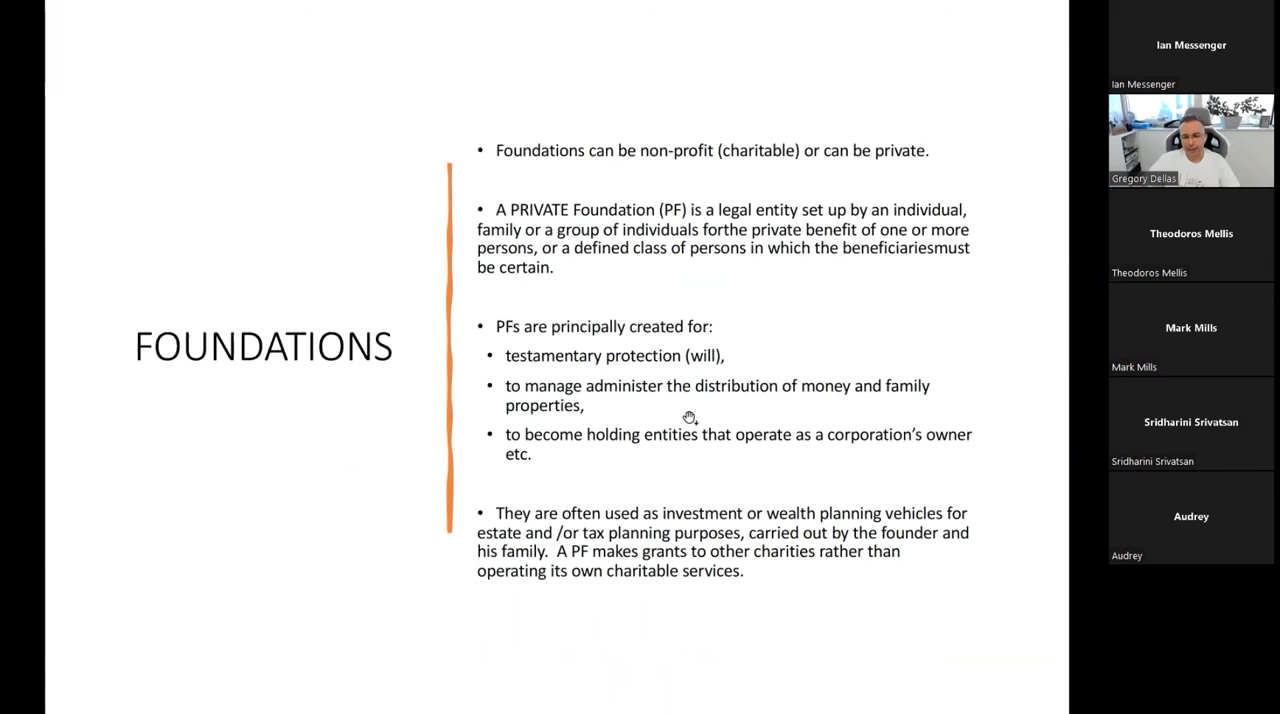 FOUNDATIONS
• Foundations can be non-profit (charitable) or can be private.
• A PRIVATE Foundation (PF) is a legal entity set up by an individual,
family or a group of individuals forthe private benefit of one or more
persons, or a defined class of persons in which the beneficiariesmust
be certain.
• PFs are principally created for:
• testamentary protection (will),
• to manage administer the distribution of money and family
properties,
• to become holding entities that operate as a corporation’s owner
etc.
• They are often used as investment or wealth planning vehicles for
estate and /or tax planning purposes, carried out by the founder and
his family. A PF makes grants to other charities rather than
operating its own charitable services.
Ian Messenger
Ian Messenger
Gregory Dellas
Theodoros Mellis
Theodoros Mellis
Mark Mills
Mark Mills
Sridharini Srivatsan
Sridharini Srivatsan
Audrey
Audrey